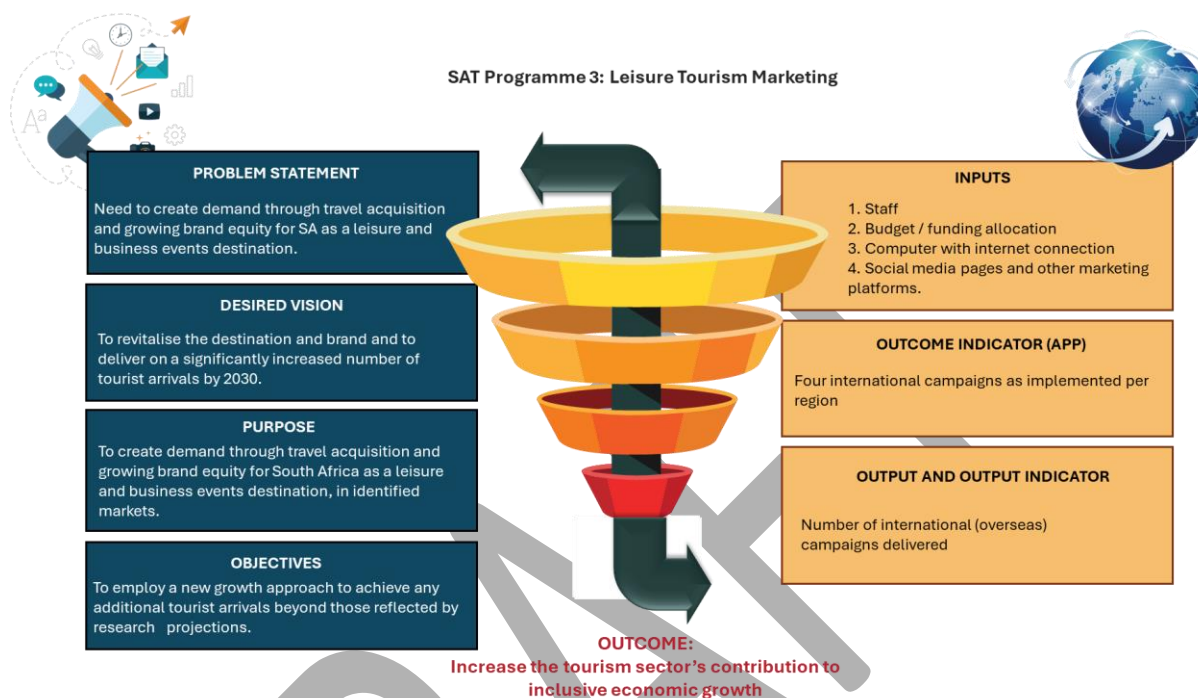 SAT Programme 3: Leisure Tourism Marketing
Aa
PROBLEM STATEMENT
Need to create demand through travel acquisition
and growing brand equity for SA as a leisure and
business events destination.
DESIRED VISION
To revitalise the destination and brand and to
deliver on a significantly increased number of
tourist arrivals by 2030.
PURPOSE
To create demand through travel acquisition and
growing brand equity for South Africa as a leisure
and business events destination, in identified
markets.
OBJECTIVES
To employ a new growth approach to achieve any
additional tourist arrivals beyond those reflected by
research projections.
INPUTS
1. Staff
2. Budget / funding allocation
3. Computer with internet connection
4. Social media pages and other marketing
platforms.
OUTCOME INDICATOR (APP)
Four international campaigns as implemented per
region
OUTPUT AND OUTPUT INDICATOR
Number of international (overseas)
campaigns delivered
OUTCOME:
Increase the tourism sector's contribution to
inclusive economic growth